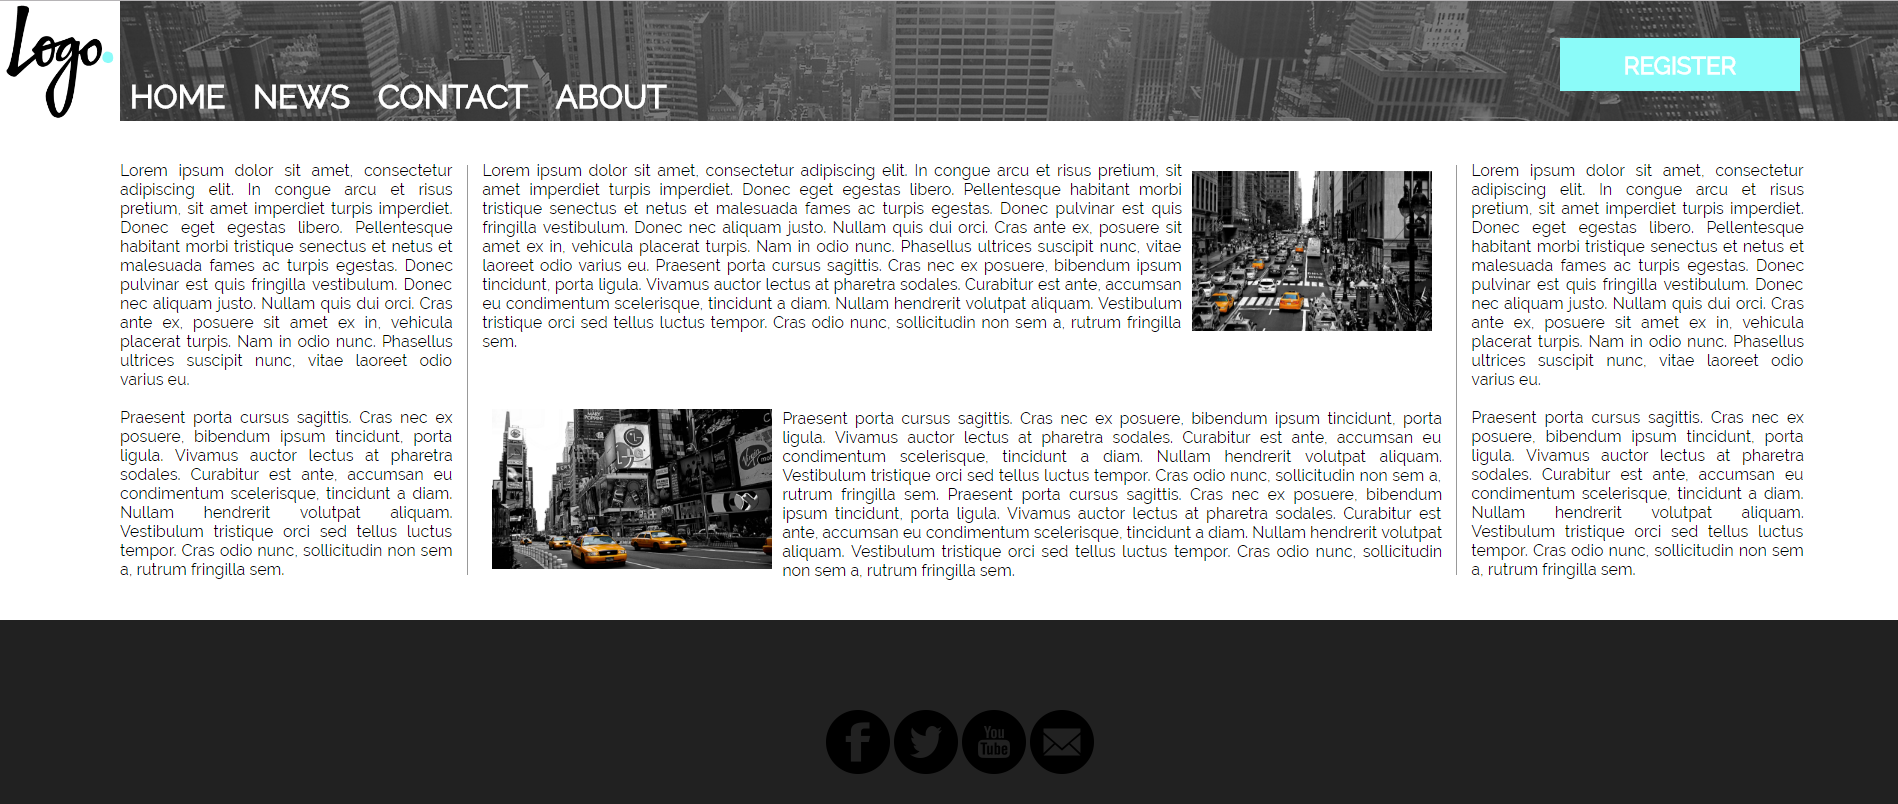 Logo.
HOME NEWS CONTACT ABOUT
REGISTER
Lorem ipsum dolor sit amet, consectetur
adipiscing elit. In congue arcu et risus
pretium, sit amet imperdiet turpis imperdiet.
Donec eget egestas libero. Pellentesque
habitant morbi tristique senectus et netus et
malesuada fames ac turpis egestas. Donec
pulvinar est quis fringilla vestibulum. Donec
nec aliquam justo. Nullam quis dui orci. Cras
ante ex, posuere sit amet ex in, vehicula
placerat turpis. Nam in odio nunc. Phasellus
ultrices suscipit nunc, vitae laoreet odio
varius eu.
Praesent porta cursus sagittis. Cras nec ex
posuere, bibendum ipsum tincidunt, porta
ligula. Vivamus auctor lectus at pharetra
sodales. Curabitur est ante, accumsan eu
condimentum scelerisque, tincidunt a diam.
Nullam hendrerit volutpat aliquam.
Vestibulum tristique orci sed tellus luctus
tempor. Cras odio nunc, sollicitudin non sem
a, rutrum fringilla sem.
Lorem ipsum dolor sit amet, consectetur adipiscing elit. In congue arcu et risus pretium, sit
amet imperdiet turpis imperdiet. Donec eget egestas libero. Pellentesque habitant morbi
tristique senectus et netus et malesuada fames ac turpis egestas. Donec pulvinar est quis
fringilla vestibulum. Donec nec aliquam justo. Nullam quis dui orci. Cras ante ex, posuere sit
amet ex in, vehicula placerat turpis. Nam in odio nunc. Phasellus ultrices suscipit nunc, vitae
laoreet odio varius eu. Praesent porta cursus sagittis. Cras nec ex posuere, bibendum ipsum
tincidunt, porta ligula. Vivamus auctor lectus at pharetra sodales. Curabitur est ante, accumsan
eu condimentum scelerisque, tincidunt a diam. Nullam hendrerit volutpat aliquam. Vestibulum
tristique orci sed tellus luctus tempor. Cras odio nunc, sollicitudin non sem a, rutrum fringilla
sem.
Virgin
Praesent porta cursus sagittis. Cras nec ex posuere, bibendum ipsum tincidunt, porta
ligula. Vivamus auctor lectus at pharetra sodales. Curabitur est ante, accumsan eu
condimentum scelerisque, tincidunt a diam. Nullam hendrerit volutpat aliquam.
Vestibulum tristique orci sed tellus luctus tempor. Cras odio nunc, sollicitudin non sem a,
rutrum fringilla sem. Praesent porta cursus sagittis. Cras nec ex posuere, bibendum
ipsum tincidunt, porta ligula. Vivamus auctor lectus at pharetra sodales. Curabitur est
ante, accumsan eu condimentum scelerisque, tincidunt a diam. Nullam hendrerit volutpat
aliquam. Vestibulum tristique orci sed tellus luctus tempor. Cras odio nunc, sollicitudin
non sem a, rutrum fringilla sem.
Lorem ipsum dolor sit amet, consectetur
adipiscing elit. In congue arcu et risus
pretium, sit amet imperdiet turpis imperdiet.
Donec eget egestas libero. Pellentesque
habitant morbi tristique senectus et netus et
malesuada fames ac turpis egestas. Donec
pulvinar est quis fringilla vestibulum. Donec
nec aliquam justo. Nullam quis dui orci. Cras
ante ex, posuere sit amet ex in, vehicula
placerat turpis. Nam in odio nunc. Phasellus
ultrices suscipit nunc, vitae laoreet odio
varius eu.
Praesent porta cursus sagittis. Cras nec ex
posuere, bibendum ipsum tincidunt, porta
ligula. Vivamus auctor lectus at pharetra
sodales. Curabitur est ante, accumsan eu
condimentum scelerisque, tincidunt a diam.
Nullam hendrerit volutpat aliquam.
Vestibulum tristique orci sed tellus luctus
tempor. Cras odio nunc, sollicitudin non sem
a, rutrum fringilla sem.
You
Tube